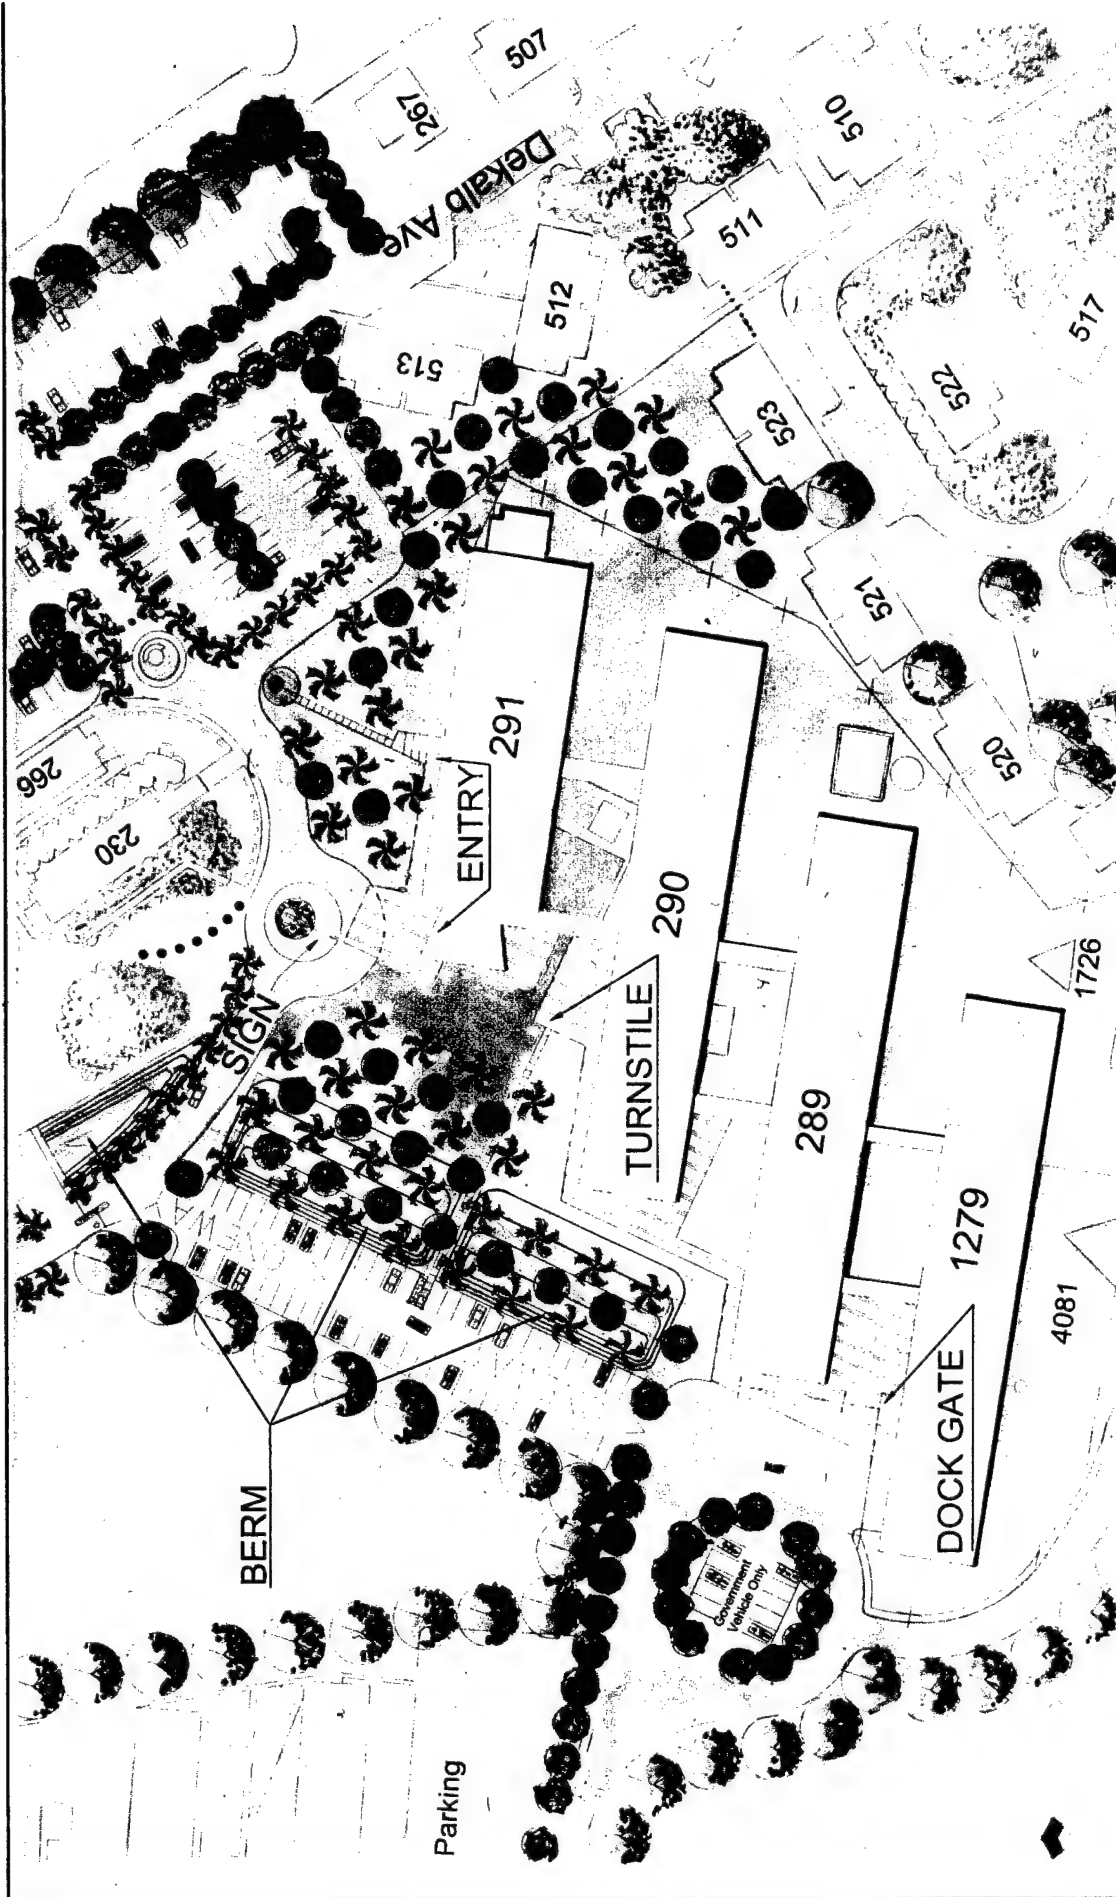 507
267
Dekalb Ave
510
511
512
513
523
522
517
521
520
266
230
291
ENTRY
SIGN
290
TURNSTILE
289
1726
1279
4081
DOCK GATE
BERM
Government
Vehicle Only
Parking